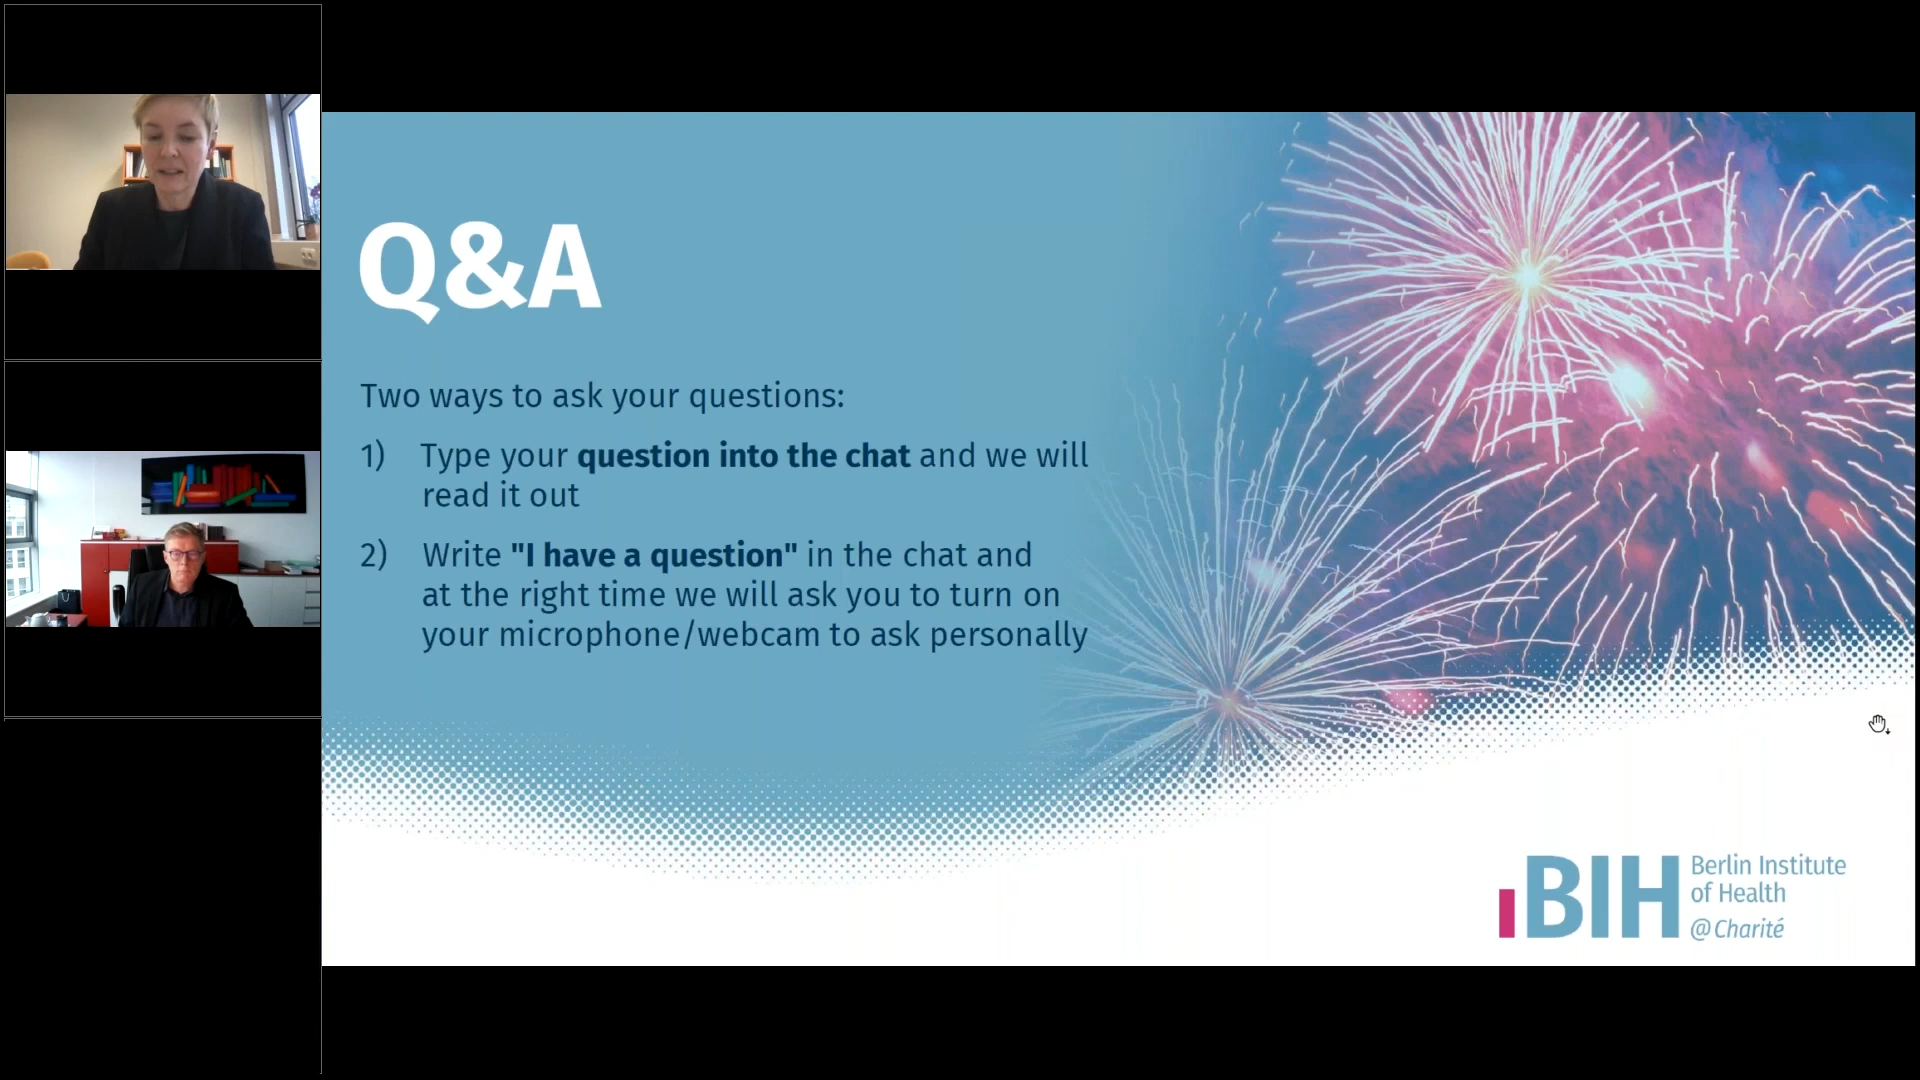 Q&A
Two ways to ask your questions:
1) Type your question into the chat and we will
read it out
2) Write "I have a question" in the chat and
at the right time we will ask you to turn on
your microphone/webcam to ask personally
BIH
Berlin Institute
of Health
@ Charité